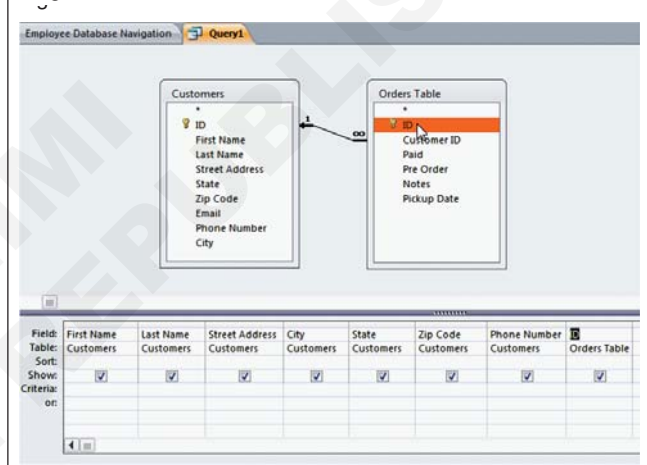 Employee Database Navigation
Query1
Customers
*
ID
First Name
Last Name
Street Address
State
Zip Code
Email
Phone Number
City
1
∞
Orders Table
*
ID
Customer ID
Paid
Pre Order
Notes
Pickup Date
Field: First Name Last Name Street Address City State Zip Code Phone Number ID
Table: Customers Customers Customers Customers Customers Customers Customers Orders Table
Sort:
Show:
Criteria:
or: